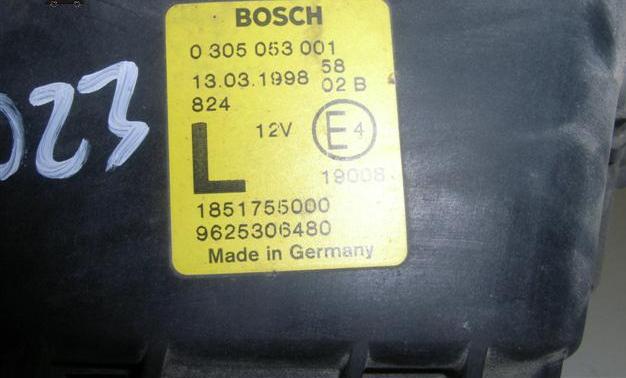 BOSCH
0 305 053 001
13.03.1998 58
02 B
824
L 12V E4
19008
1851755000
9625306480
Made in Germany
023